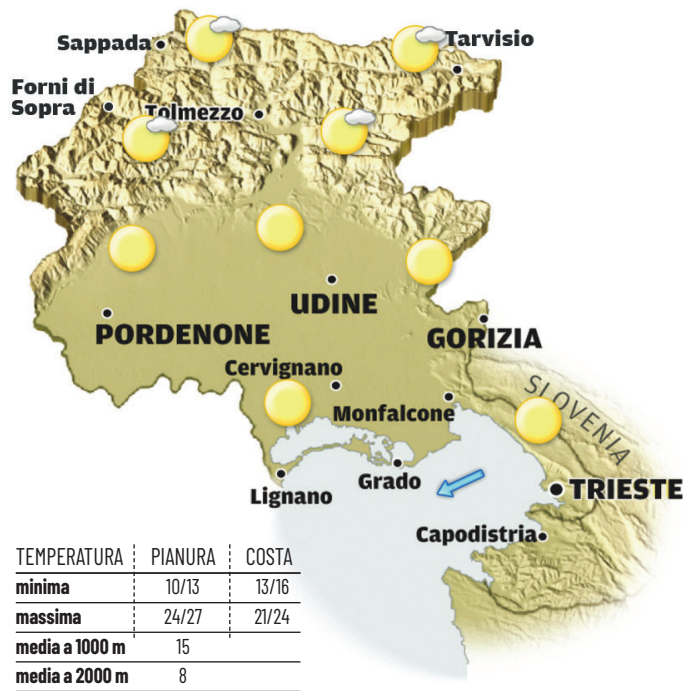 Sappada
Tarvisio
Forni di
Sopra
Tolmezzo
UDINE
PORDENONE
GORIZIA
Cervignano
SLOVENIA
Monfalcone
Grado
Lignano
TRIESTE
Capodistria
TEMPERATURA PIANURA COSTA
minima 10/13 13/16
massima 24/27 21/24
media a 1000 m 15
media a 2000 m 8